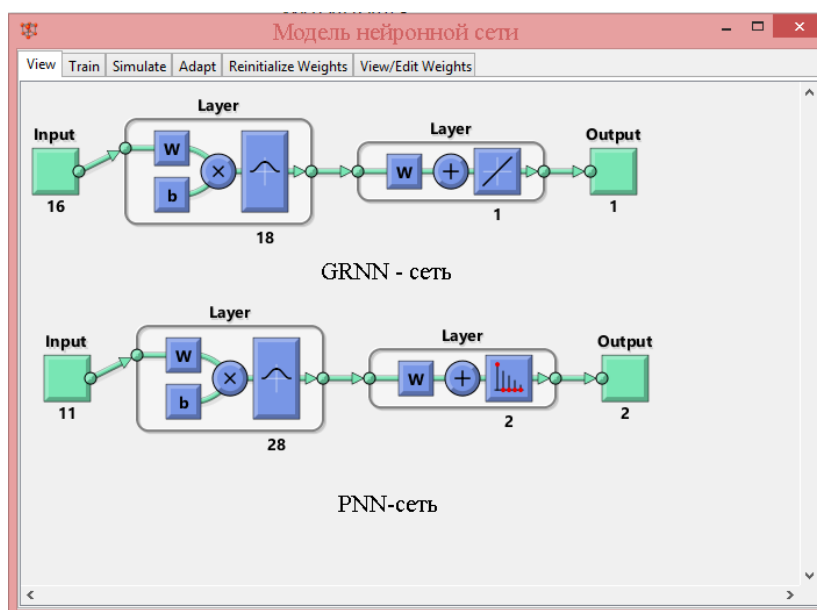 Модель нейронной сети
View Train Simulate Adapt Reinitialize Weights View/Edit Weights
Layer
Input
W
b
16
18
Layer
W
1
Output
1
GRNN - сеть
Layer
Input
W
b
11
28
Layer
W
2
Output
2
PNN-сеть